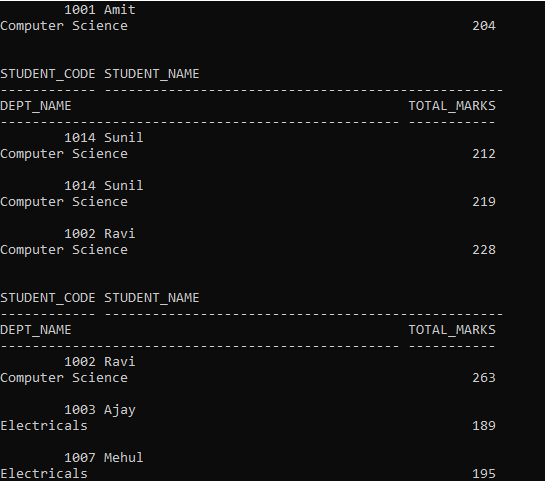 1001 Amit
Computer Science 204
STUDENT_CODE STUDENT_NAME
------------ --------------------------------------------------
DEPT_NAME TOTAL_MARKS
-------------------------------------------------- -----------
1014 Sunil
Computer Science 212
1014 Sunil
Computer Science 219
1002 Ravi
Computer Science 228
STUDENT_CODE STUDENT_NAME
------------ --------------------------------------------------
DEPT_NAME TOTAL_MARKS
-------------------------------------------------- -----------
1002 Ravi
Computer Science 263
1003 Ajay
Electricals 189
1007 Mehul
Electricals 195